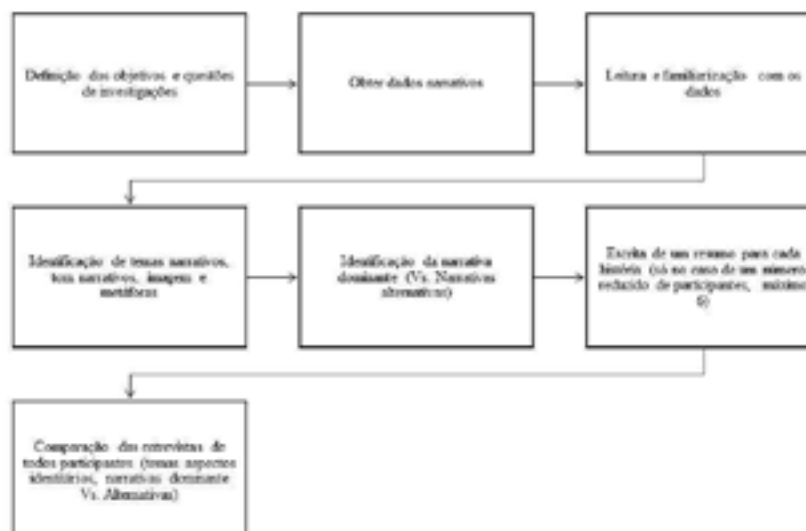 Definição dos objetivos e questões
de investigações
Obter dados narrativos
Leitura e familiarização com os
dados
Identificação de temas narrativos,
tom narrativos, imagem e
metáforas
Identificação da narrativa
dominante (Vs. Narrativas
alternativas)
Escrita de um resumo para cada
história (só no caso de um número
reduzido de participantes, máximo
6)
Comparação das entrevistas de
todos participantes (temas aspectos
identitários, narrativas dominante
Vs. Alternativas)